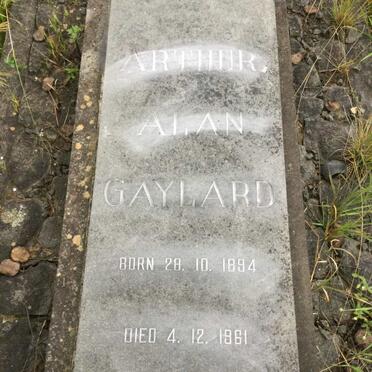 ARTHUR
ALAN
GAYLARD
BORN 28. 10. 1894
DIED 4. 12. 1961